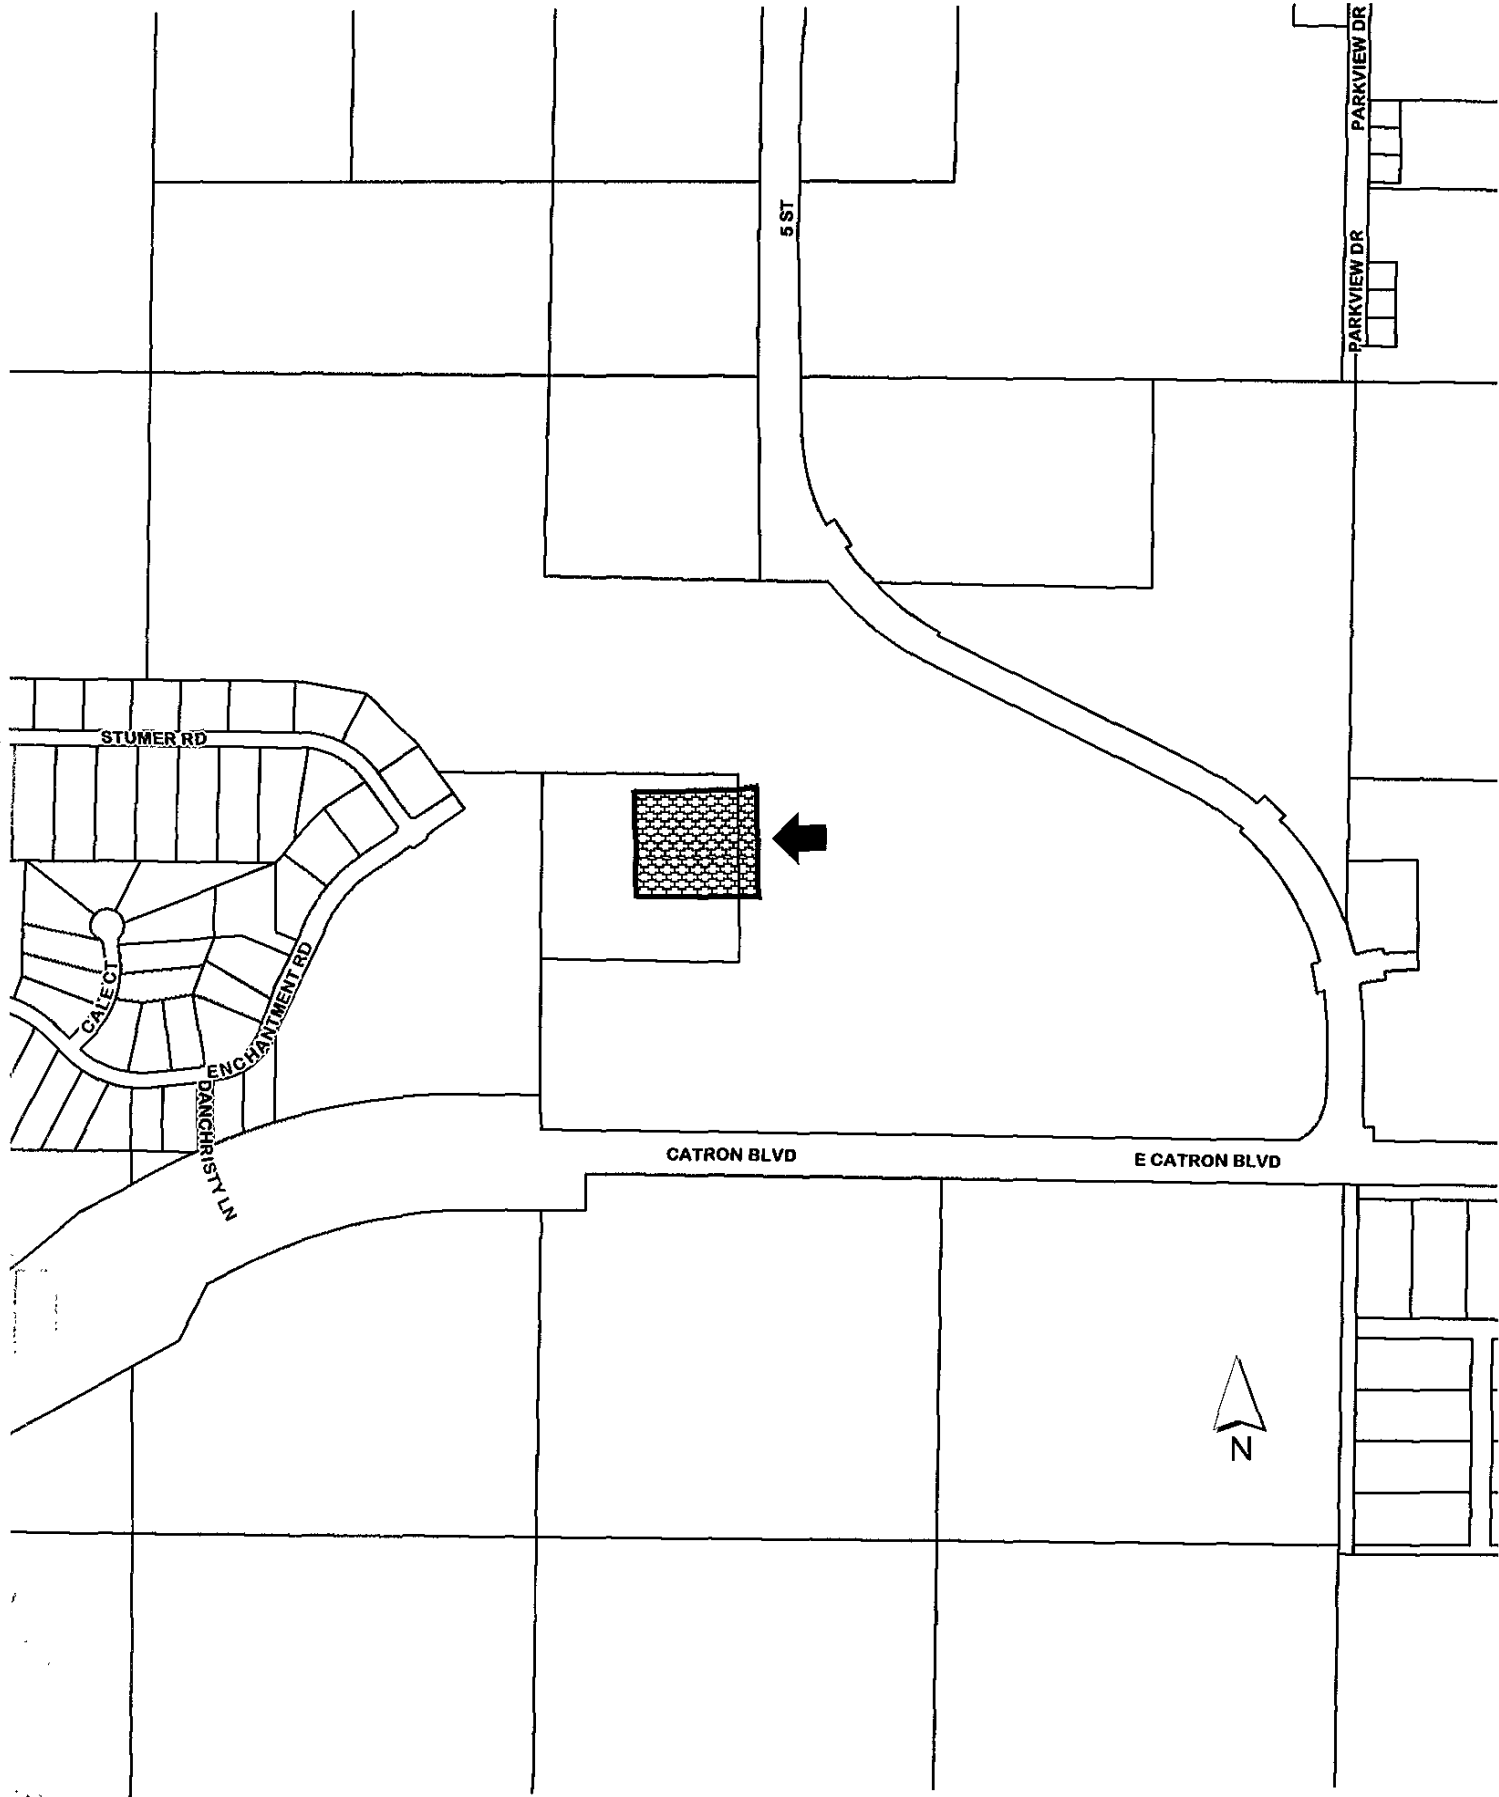 PARKVIEW DR
5 ST
PARKVIEW DR
STUMER RD
CALE CT
ENCHANTMENT RD
DANCHRISTY LN
CATRON BLVD
E CATRON BLVD
N